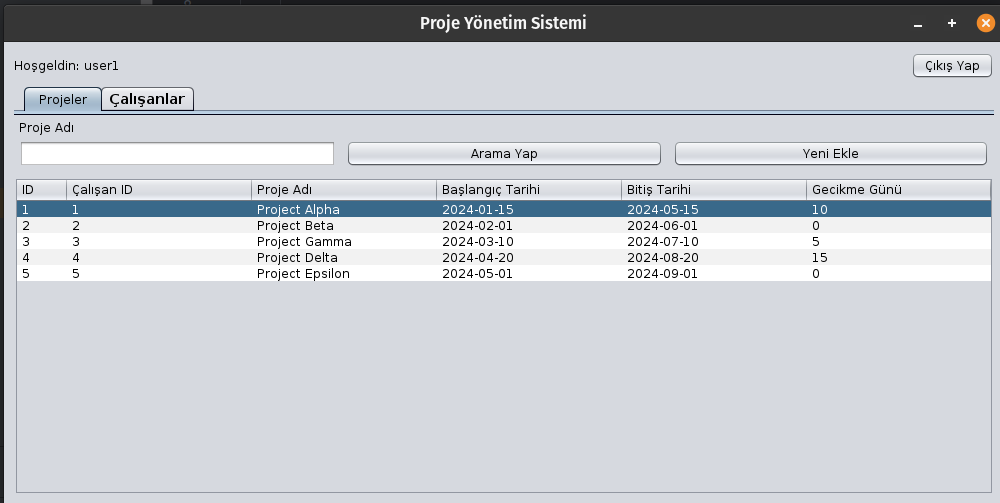 Proje Yönetim Sistemi
Hoşgeldin: user1
Çıkış Yap
Projeler Çalışanlar
Proje Adı
Arama Yap Yeni Ekle
ID Çalışan ID Proje Adı Başlangıç Tarihi Bitiş Tarihi Gecikme Günü
1 1 Project Alpha 2024-01-15 2024-05-15 10
2 2 Project Beta 2024-02-01 2024-06-01 0
3 3 Project Gamma 2024-03-10 2024-07-10 5
4 4 Project Delta 2024-04-20 2024-08-20 15
5 5 Project Epsilon 2024-05-01 2024-09-01 0